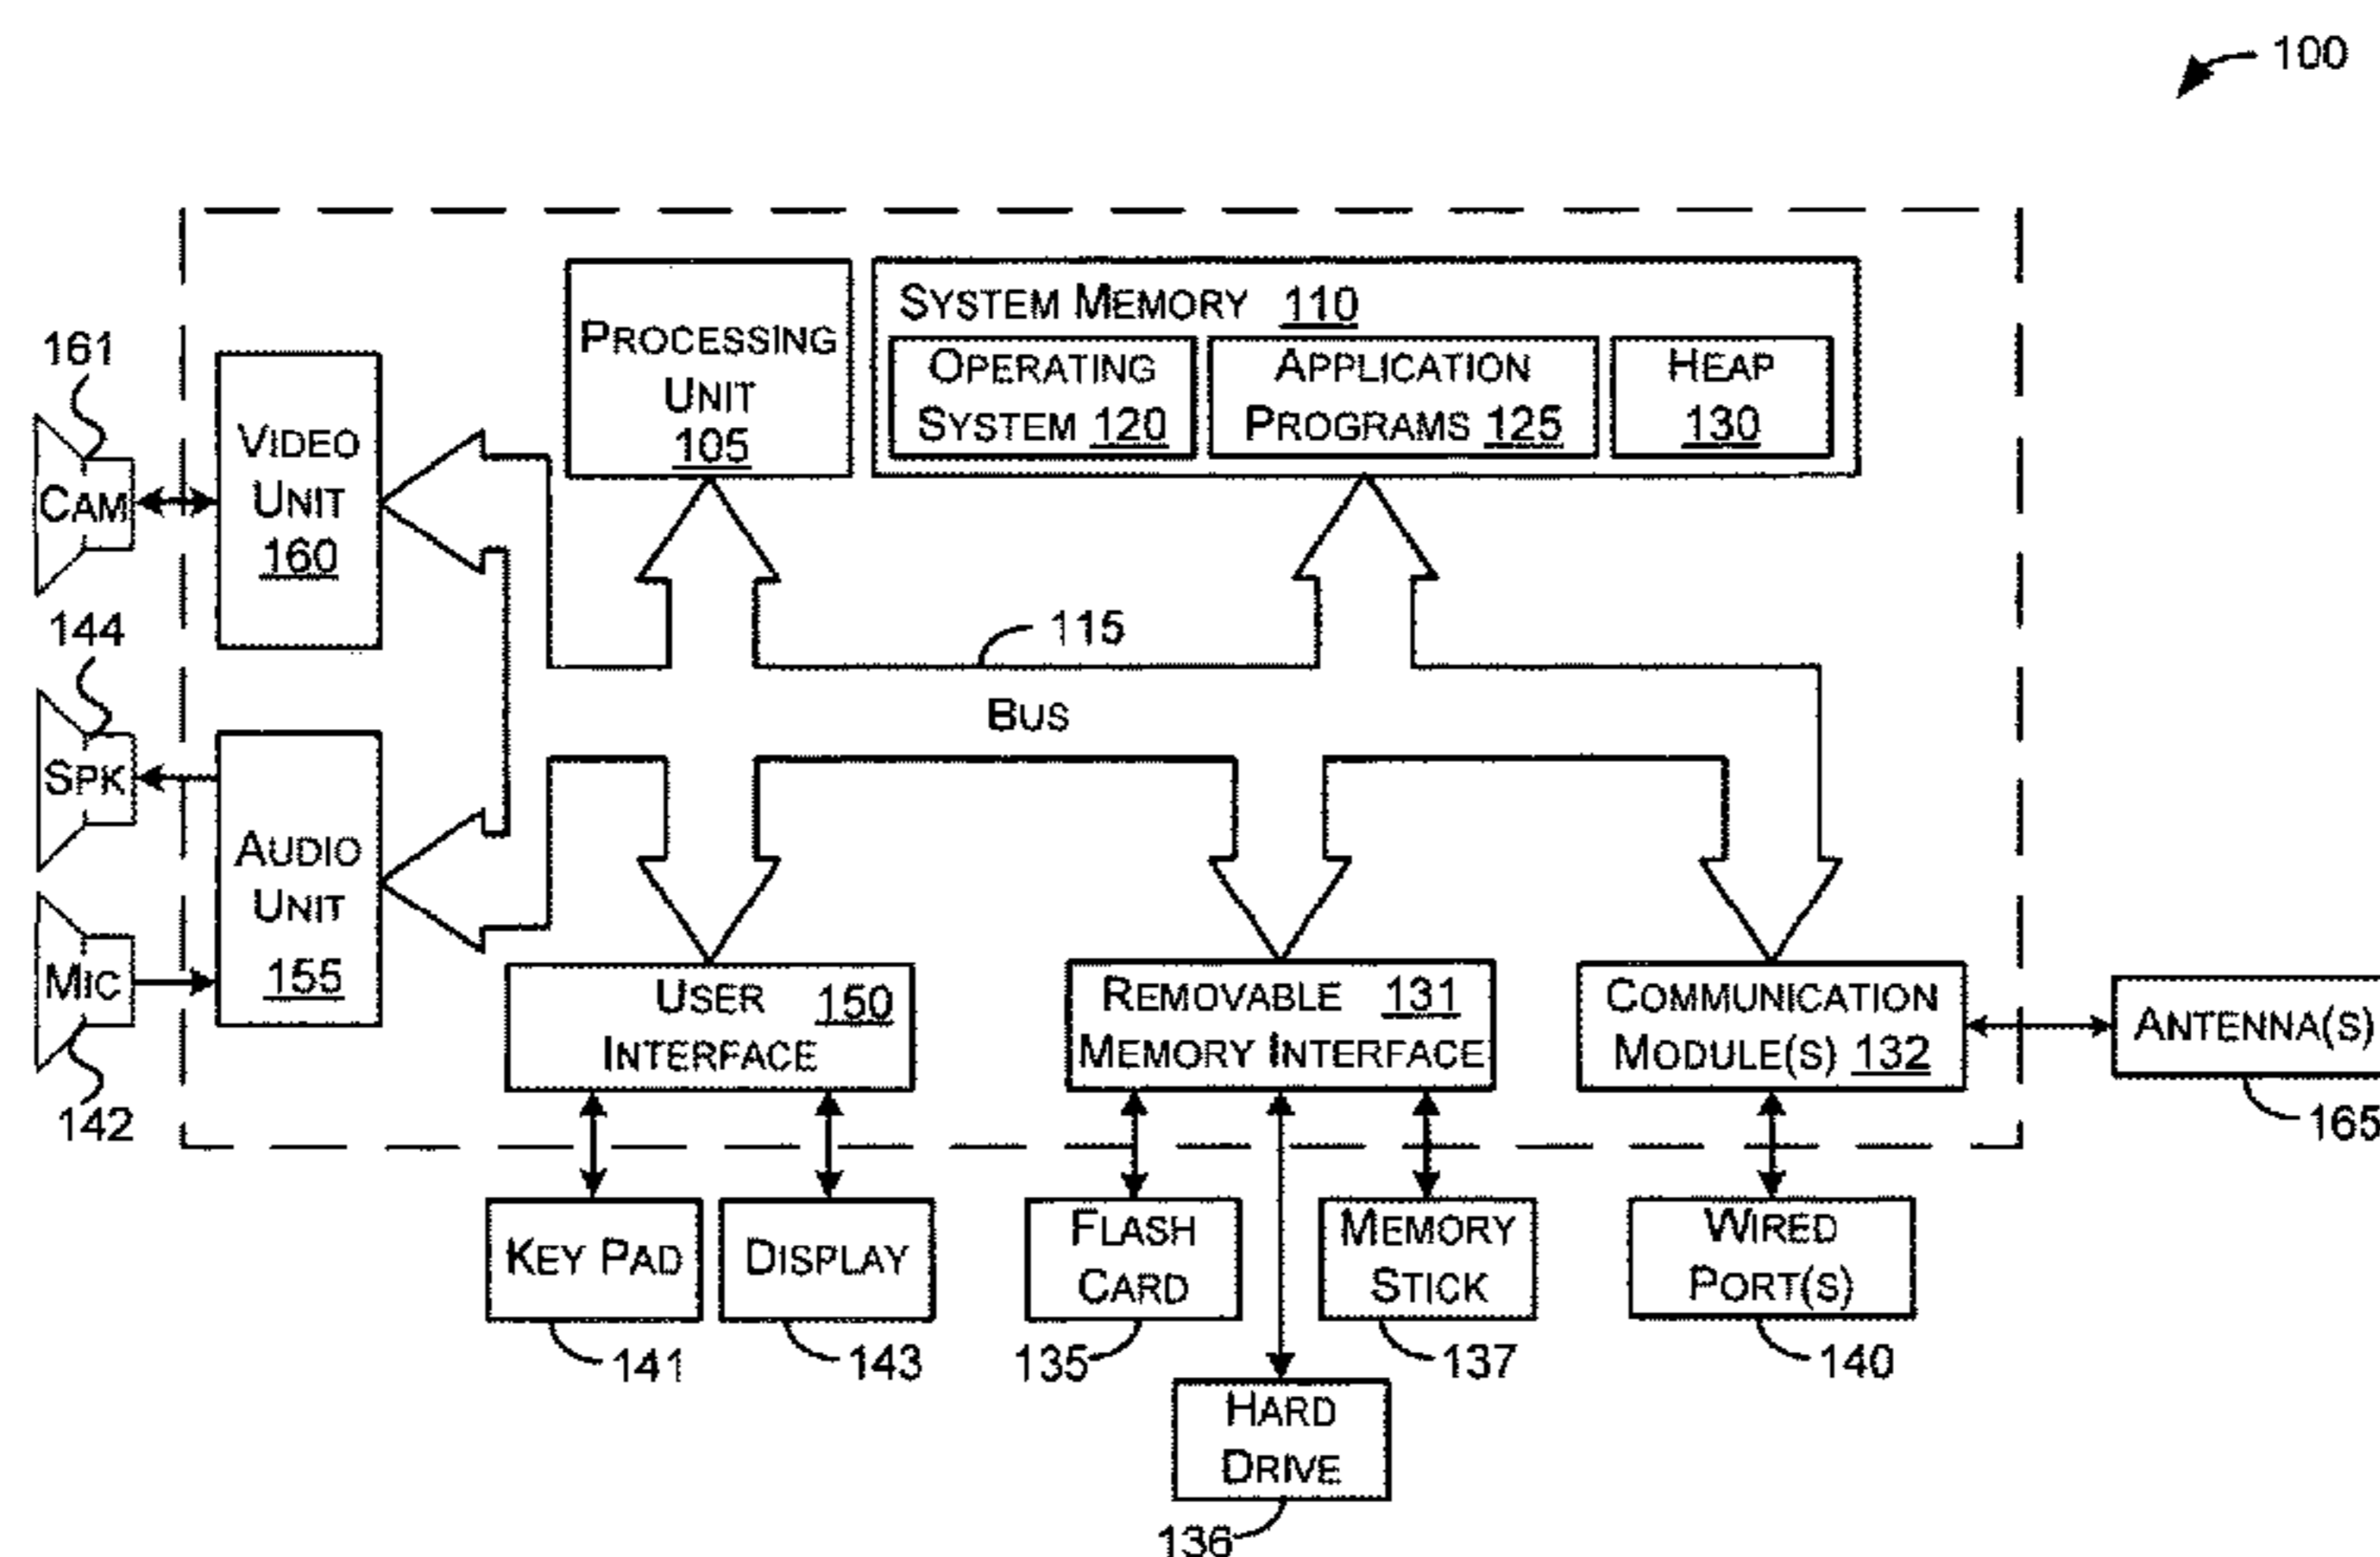 100
PROCESSING
UNIT
105
SYSTEM MEMORY 110
OPERATING
SYSTEM 120
APPLICATION
PROGRAMS 125
HEAP
130
161
CAM
VIDEO
UNIT
160
144
SPK
AUDIO
UNIT
155
MIC
142
115
BUS
USER 150
INTERFACE
REMOVABLE 131
MEMORY INTERFACE
COMMUNICATION
MODULE(S) 132
ANTENNA(S)
165
KEY PAD
141
DISPLAY
143
FLASH
CARD
135
MEMORY
STICK
137
WIRED
PORT(S)
140
HARD
DRIVE
136